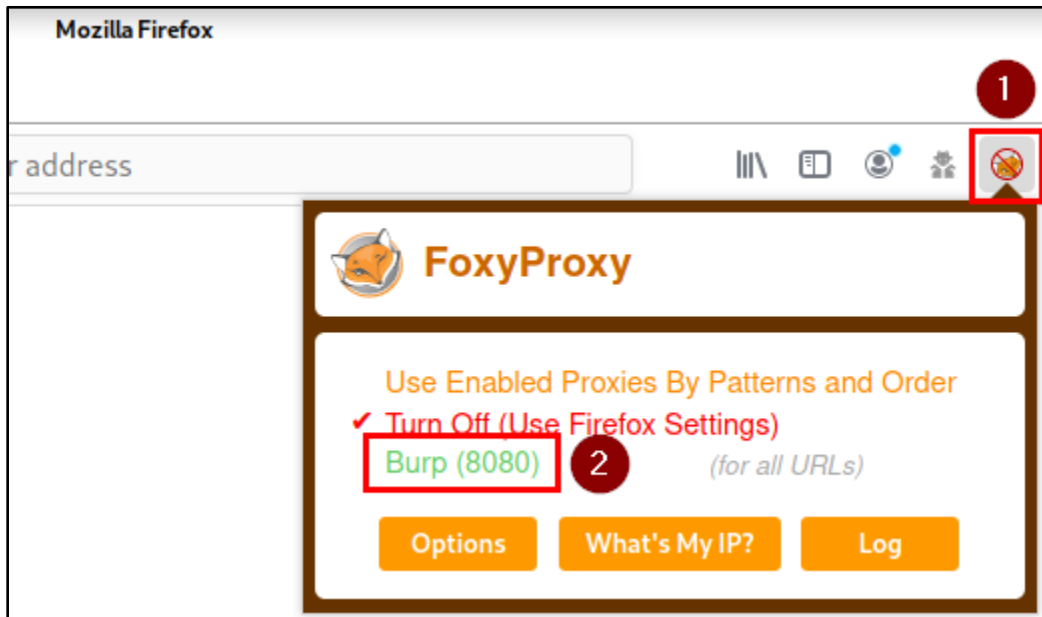 Mozilla Firefox
1
r address
FoxyProxy
Use Enabled Proxies By Patterns and Order
✔ Turn Off (Use Firefox Settings)
Burp (8080) 2 (for all URLs)
Options What's My IP? Log